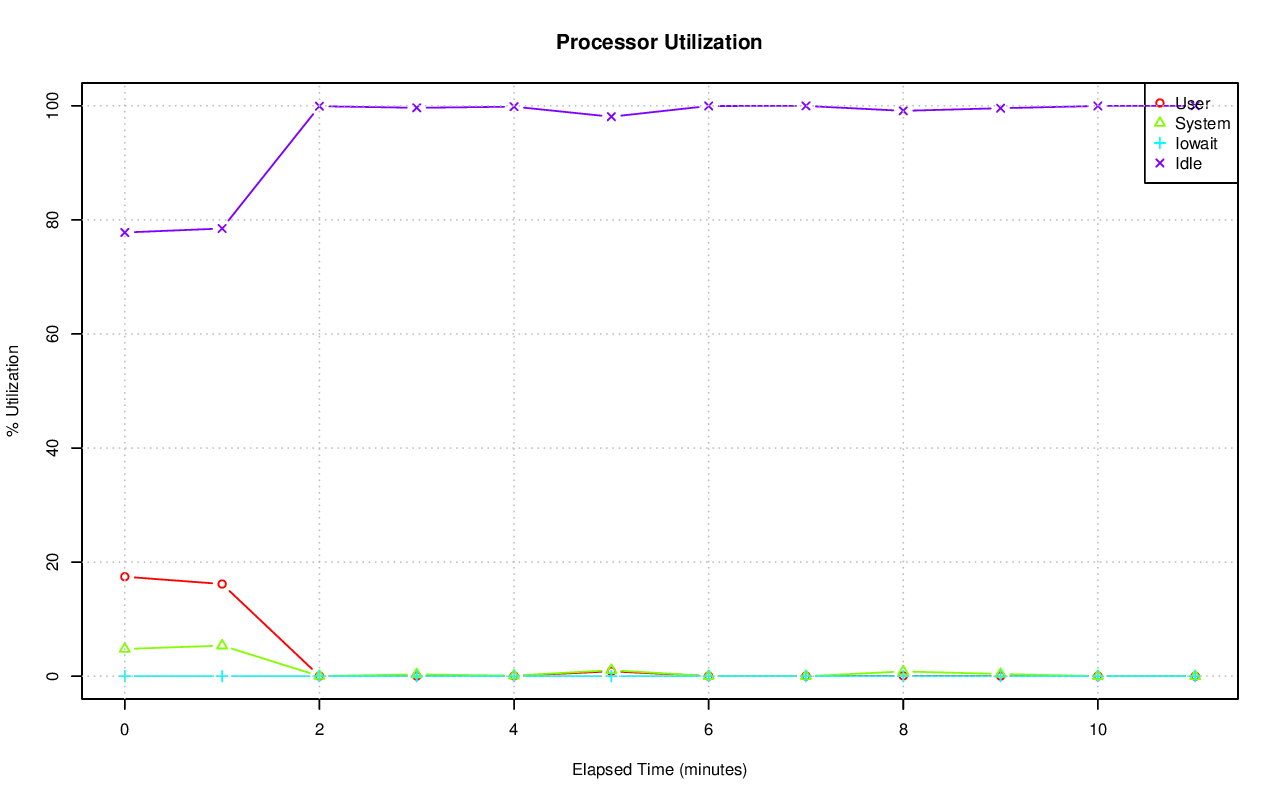 Processor Utilization
100
80
60
40
20
0
% Utilization
User
System
Iowait
Idle
0 2 4 6 8 10
Elapsed Time (minutes)